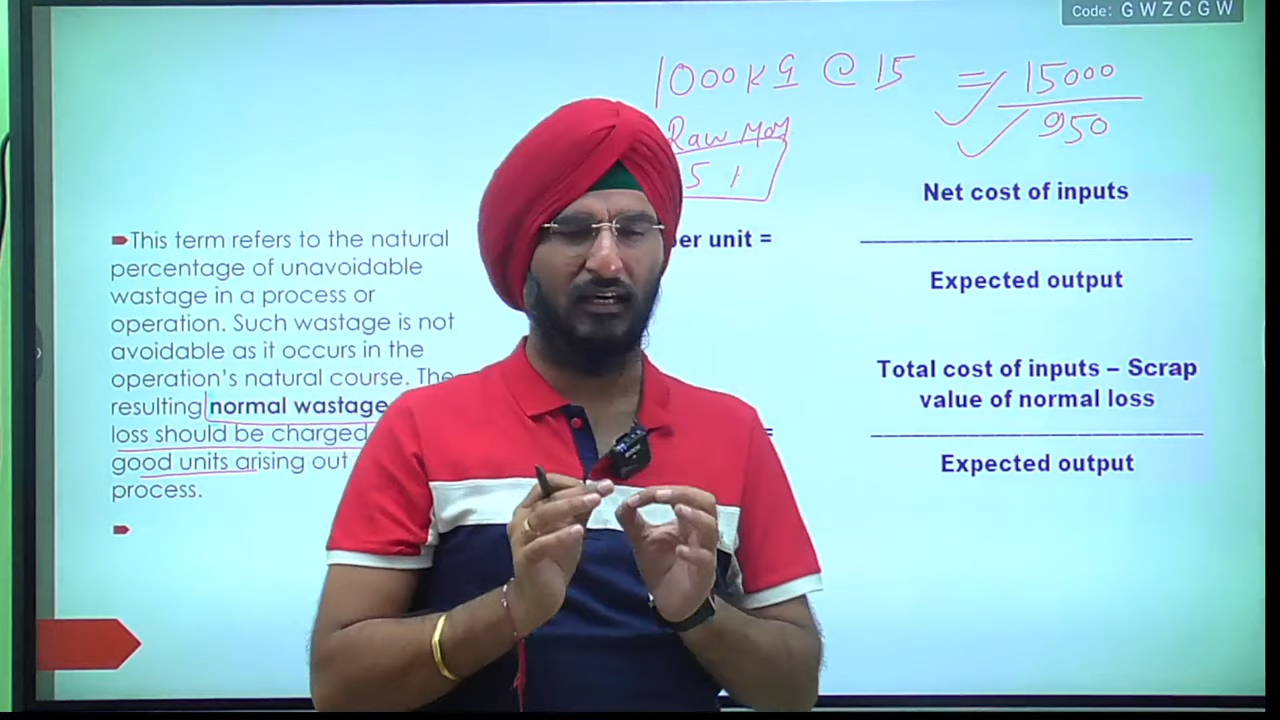 Code: G W Z C G W
1000 KG @ 15 = 15000
950
Raw Mat
5
Net cost of inputs
per unit =
Expected output
This term refers to the natural
percentage of unavoidable
wastage in a process or
operation. Such wastage is not
avoidable as it occurs in the
operation's natural course. The
resulting normal wastage
loss should be charged
good units arising out
process.
Total cost of inputs – Scrap
value of normal loss
=
Expected output